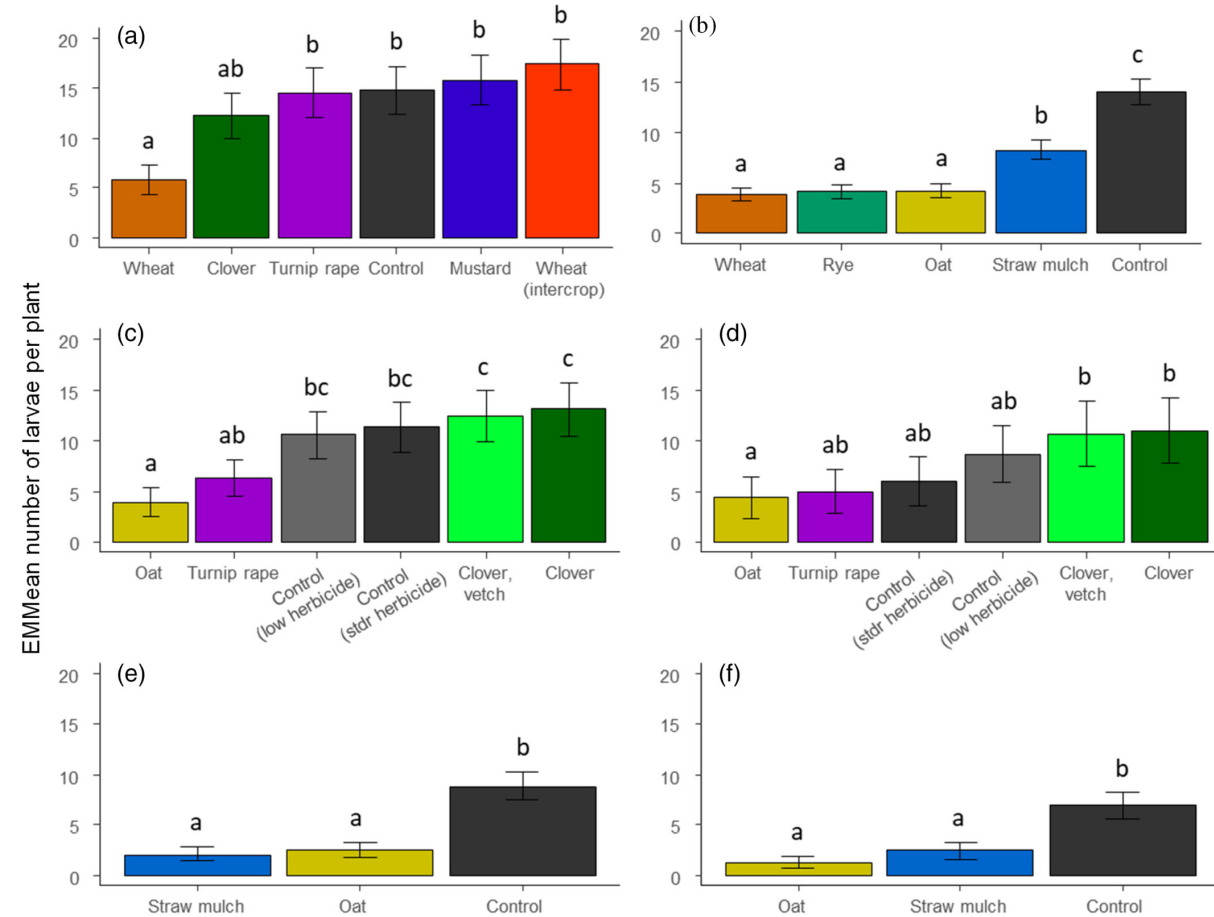 EMMean number of larvae per plant
(a)
20
15
10
5
0
a
ab
b
b
b
b
Wheat
Clover
Turnip rape
Control
Mustard
Wheat
(intercrop)
(b)
20
15
10
5
0
a
a
a
b
c
Wheat
Rye
Oat
Straw mulch
Control
(c)
20
15
10
5
0
a
ab
bc
bc
c
c
Oat
Turnip rape
Control
(low herbicide)
Control
(stdr herbicide)
Clover,
vetch
Clover
(d)
20
15
10
5
0
a
ab
ab
ab
b
b
Oat
Turnip rape
Control
(stdr herbicide)
Control
(low herbicide)
Clover,
vetch
Clover
(e)
20
15
10
5
0
a
a
b
Straw mulch
Oat
Control
(f)
20
15
10
5
0
a
a
b
Oat
Straw mulch
Control